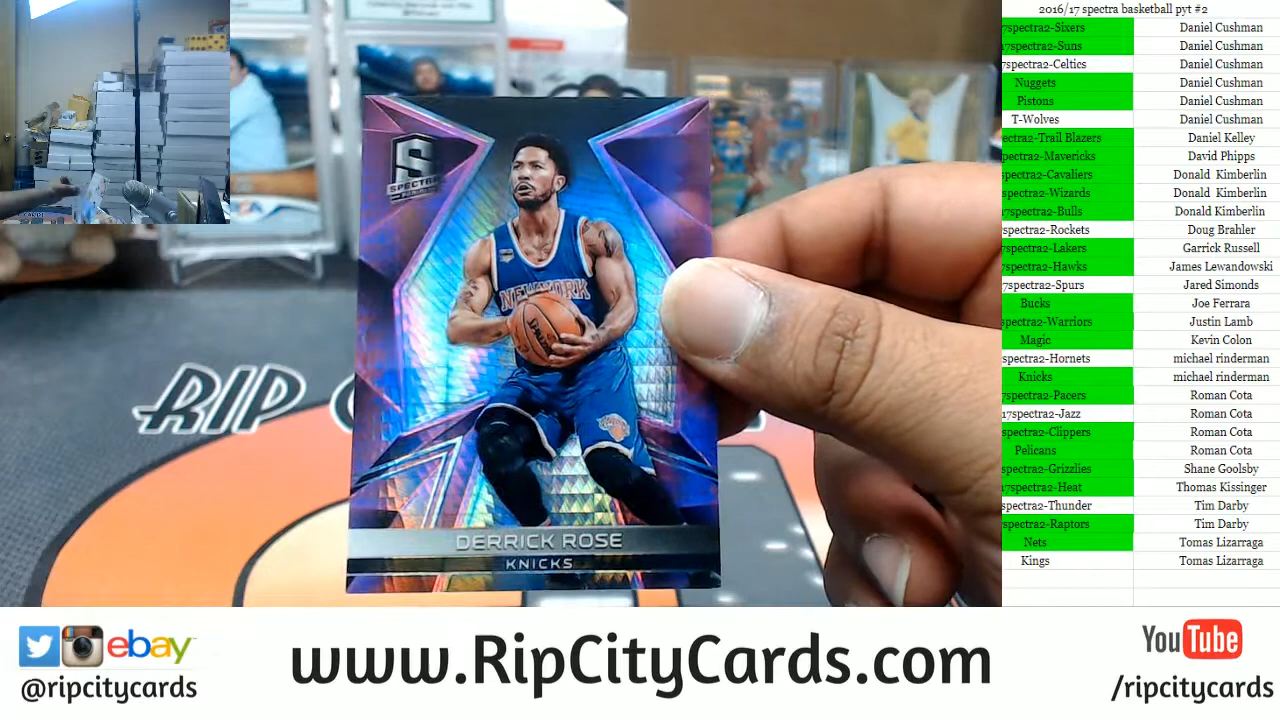 2016/17 spectra basketball pyt #2
7spectra2-Sixers Daniel Cushman
7spectra2-Suns Daniel Cushman
7spectra2-Celtics Daniel Cushman
Nuggets Daniel Cushman
Pistons Daniel Cushman
T-Wolves Daniel Cushman
ectra2-Trail Blazers Daniel Kelley
pectra2-Mavericks David Phipps
pectra2-Cavaliers Donald Kimberlin
spectra2-Wizards Donald Kimberlin
7spectra2-Bulls Donald Kimberlin
spectra2-Rockets Doug Brahler
7spectra2-Lakers Garrick Russell
7spectra2-Hawks James Lewandowski
7spectra2-Spurs Jared Simonds
Bucks Joe Ferrara
spectra2-Warriors Justin Lamb
Magic Kevin Colon
spectra2-Hornets michael rinderman
Knicks michael rinderman
spectra2-Pacers Roman Cota
17spectra2-Jazz Roman Cota
spectra2-Clippers Roman Cota
Pelicans Roman Cota
spectra2-Grizzlies Shane Goolsby
17spectra2-Heat Thomas Kissinger
spectra2-Thunder Tim Darby
spectra2-Raptors Tim Darby
Nets Tomas Lizarraga
Kings Tomas Lizarraga
S
SPECTRA
NEW YORK
SPALDING
DERRICK ROSE
KNICKS
RIP
ebay
@ripcitycards
www.RipCityCards.com
YouTube
/ripcitycards